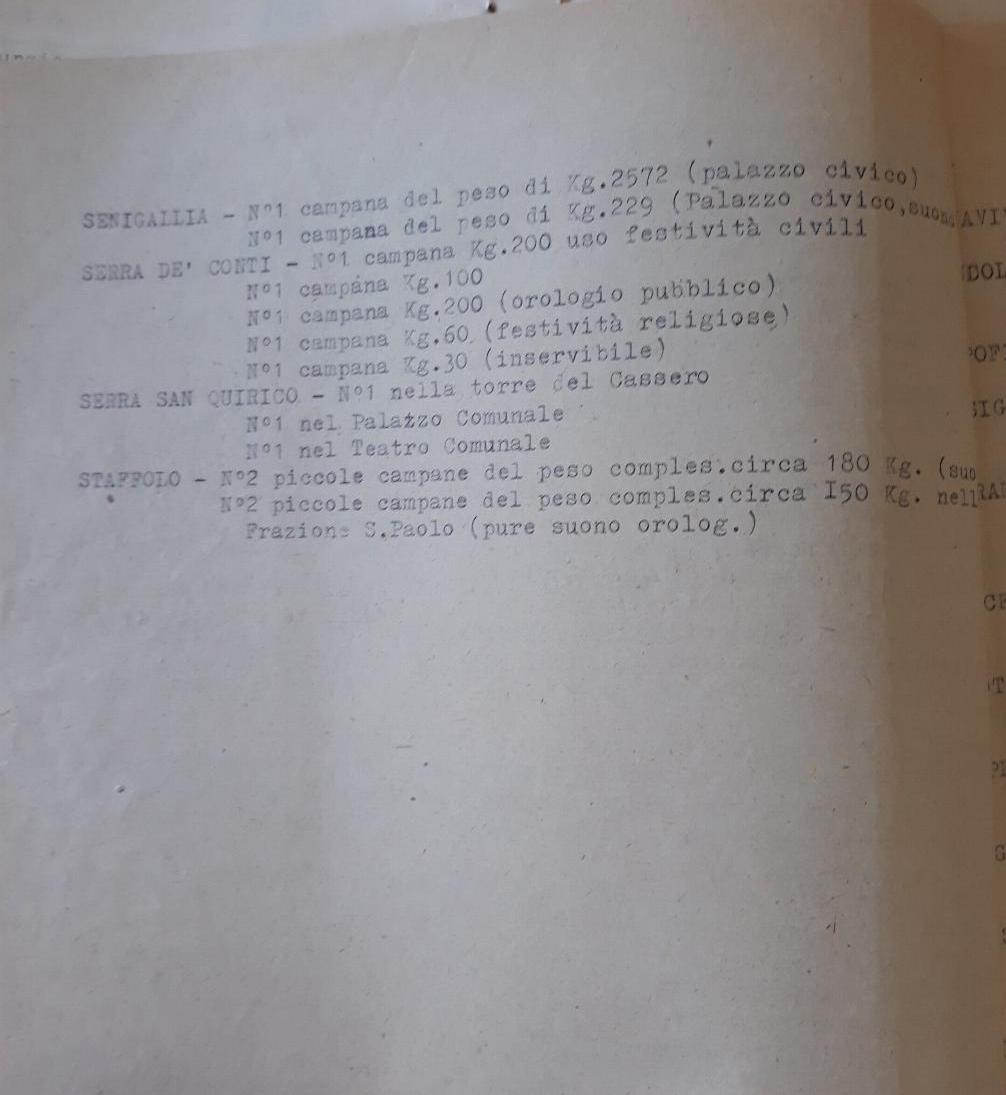 SENIGALLIA - N°1 campana del peso di Kg.2572 (palazzo civico)
N°1 campana del peso di Kg.229 (Palazzo civico,suono
SERRA DE' CONTI - N°1 campana Kg.200 uso festività civili
N°1 campana Kg.100
N°1 campana Kg.200 (orologio pubblico)
N°1 campana Kg.60 (festività religiose)
N°1 campana Kg.30 (inservibile)
SERRA SAN QUIRICO - N°1 nella torre del Cassero
N°1 nel Palazzo Comunale
N°1 nel Teatro Comunale
STAFFOLO - N°2 piccole campane del peso comples.circa 180 Kg. (suo
N°2 piccole campane del peso comples.circa I50 Kg. nell
Frazione S.Paolo (pure suono orolog.)